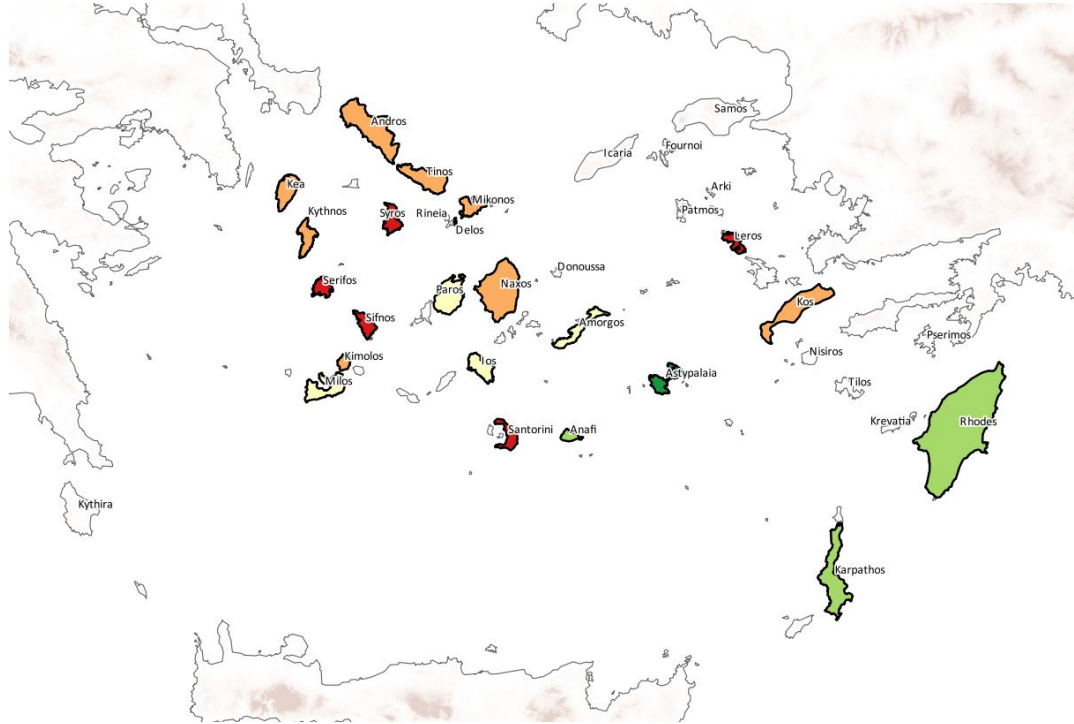 Samos
Andros
Fournoi
Icaria
Tinos
Kea
Arki
Mikonos
Kythnos
Syros
Rineia
Patmos
Delos
Leros
Donoussa
Serifos
Paros
Naxos
Kos
Sifnos
Amorgos
Pserimos
Nisiros
Kimolos
Ios
Astypalaia
Milos
Tilos
Krevatia
Rhodes
Santorini
Anafi
Kythira
Karpathos